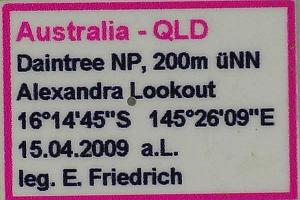 Australia - QLD
Daintree NP, 200m üNN
Alexandra Lookout
16°14'45"S 145°26'09"E
15.04.2009 a.L.
leg. E. Friedrich